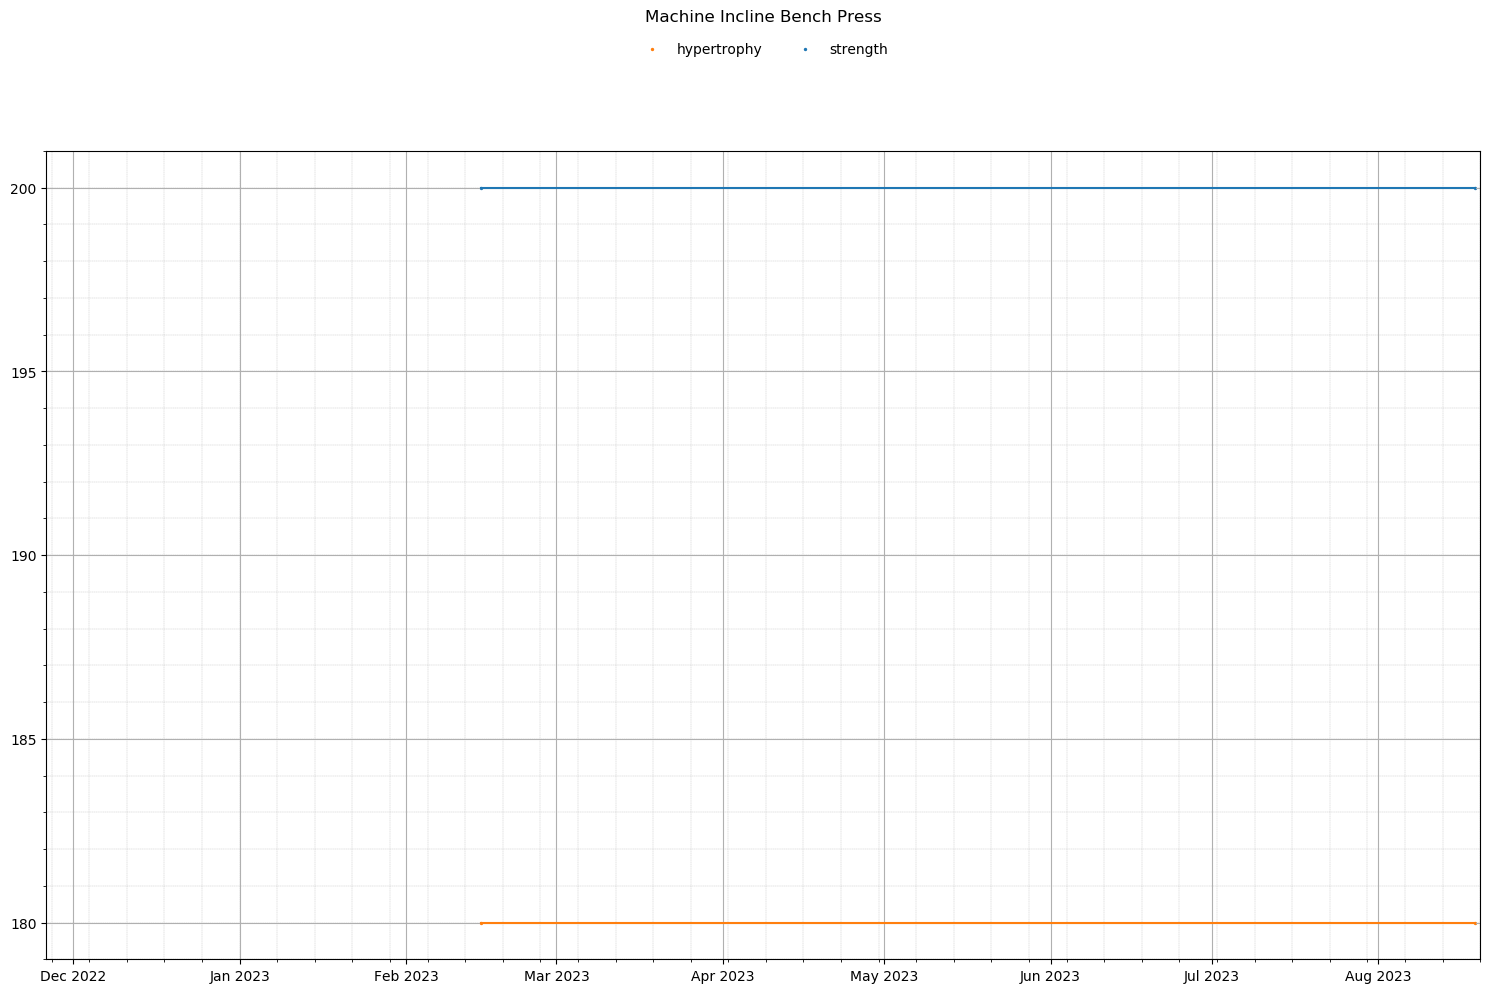 Machine Incline Bench Press
hypertrophy strength
200
195
190
185
180
Dec 2022 Jan 2023 Feb 2023 Mar 2023 Apr 2023 May 2023 Jun 2023 Jul 2023 Aug 2023